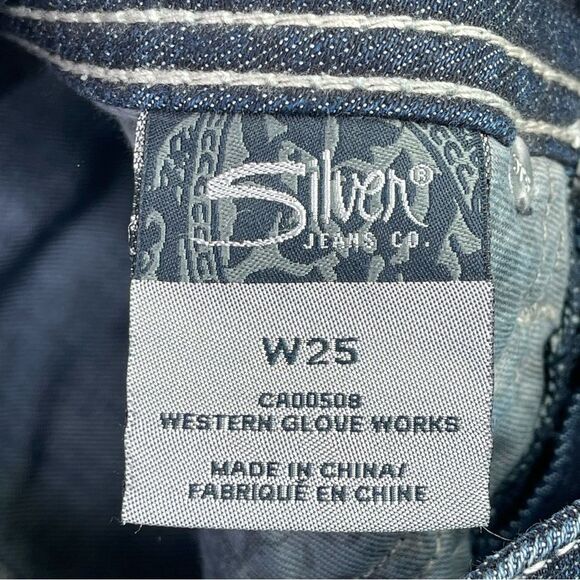 Silver®
JEANS CO.
W25
CA00508
WESTERN GLOVE WORKS
MADE IN CHINA/
FABRIQUÉ EN CHINE